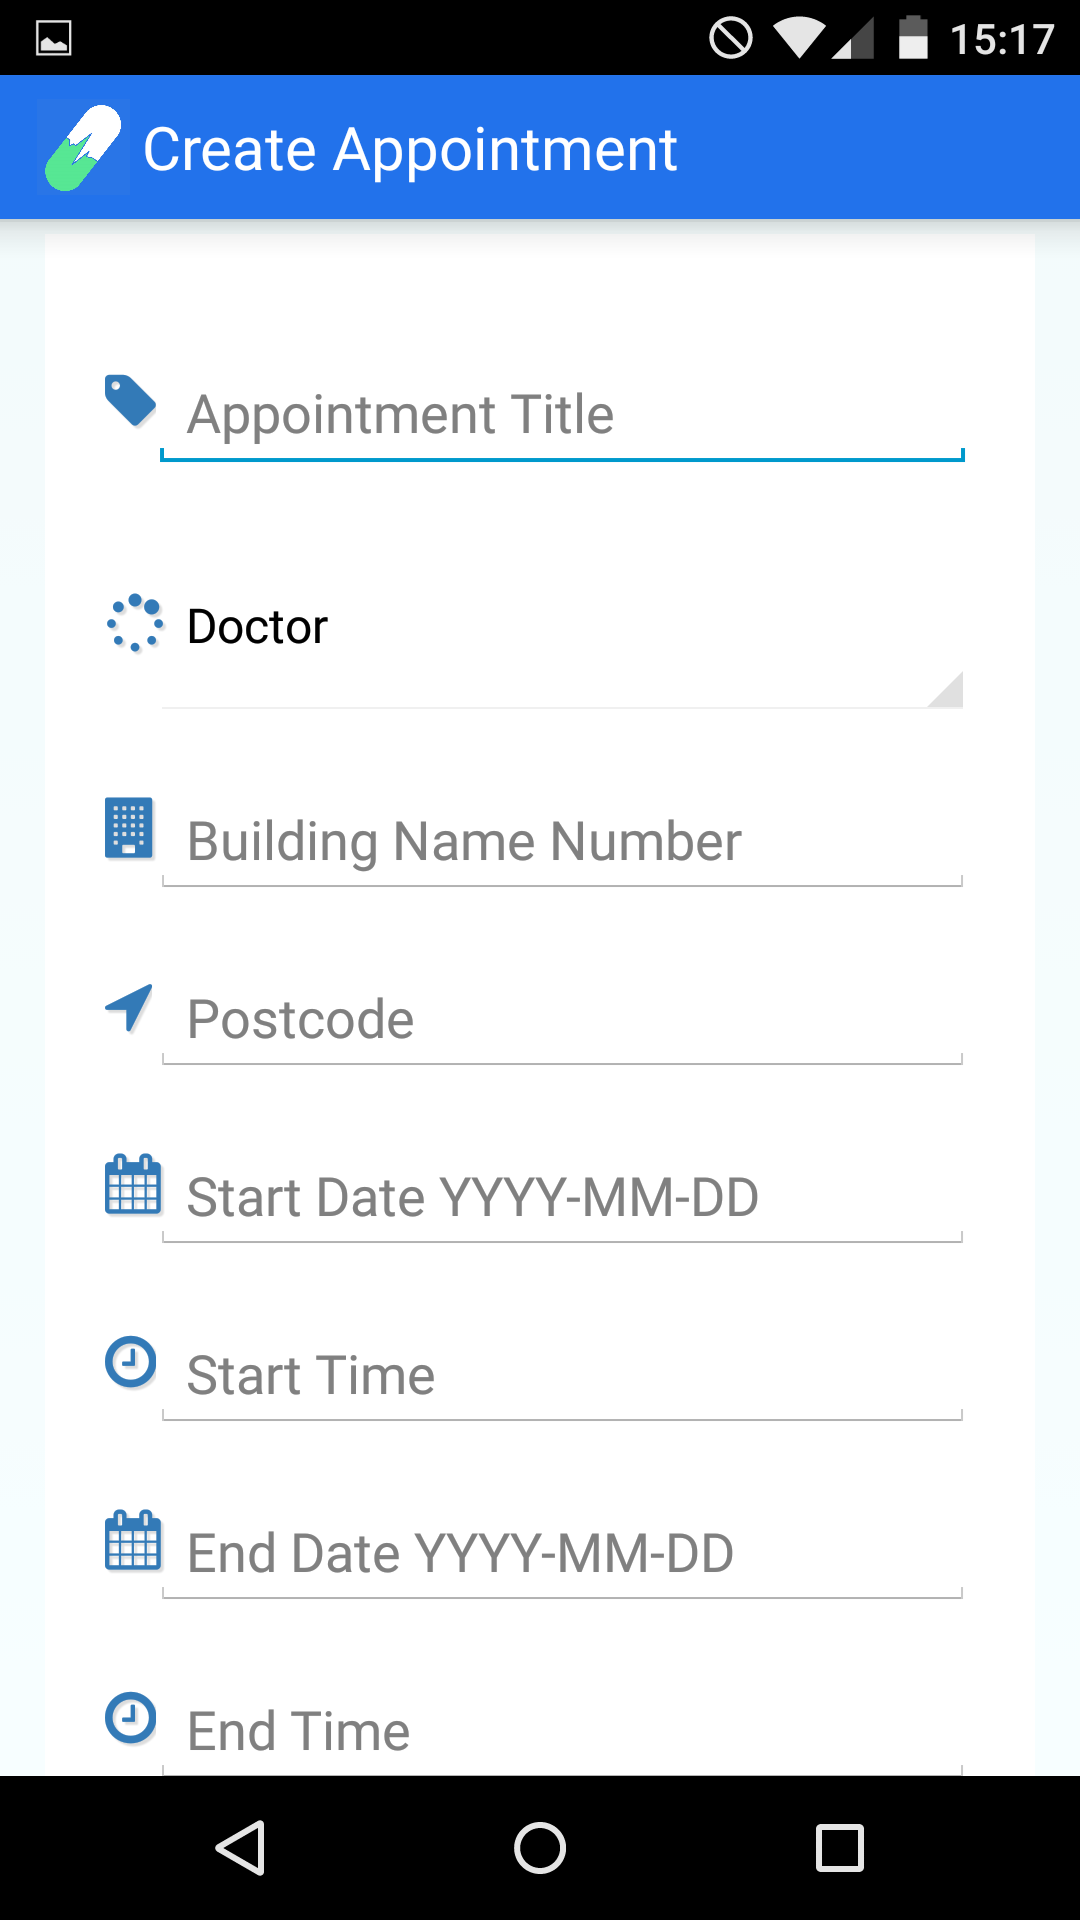 15:17
Create Appointment
Appointment Title
Doctor
Building Name Number
Postcode
Start Date YYYY-MM-DD
Start Time
End Date YYYY-MM-DD
End Time